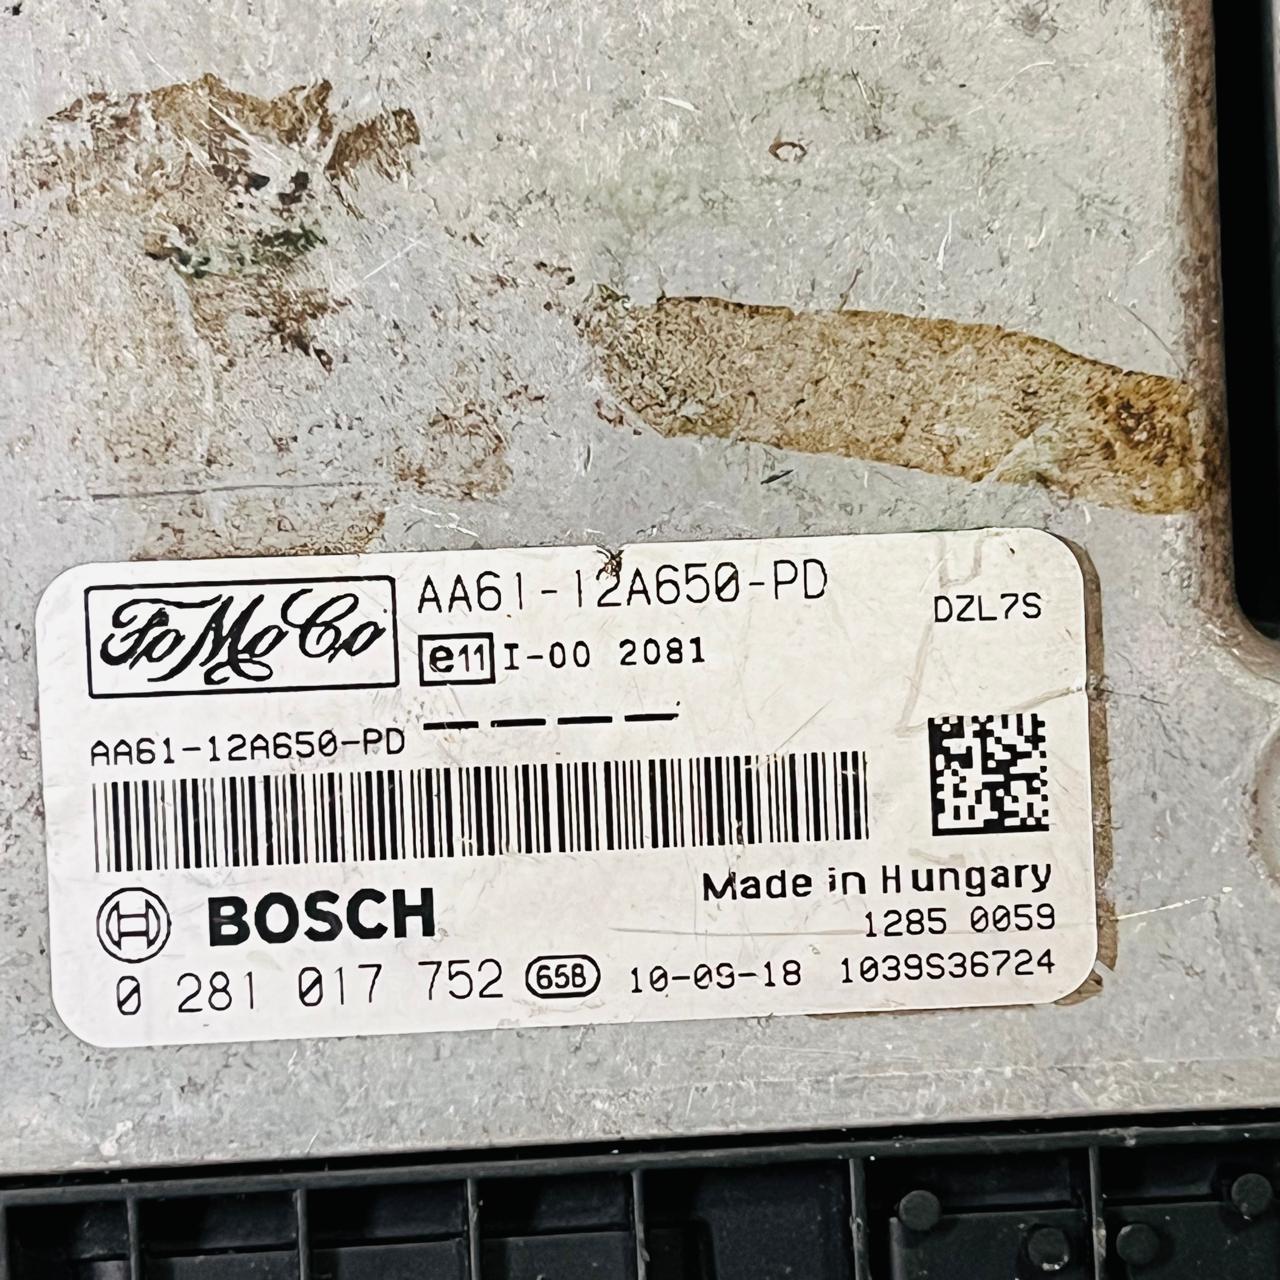 FoMoCo
AA61-12A650-PD
DZL7S
e11 I-00 2081
AA61-12A650-PD
BOSCH
Made in Hungary
1285 0059
0 281 017 752 65B 10-09-18 1039S36724